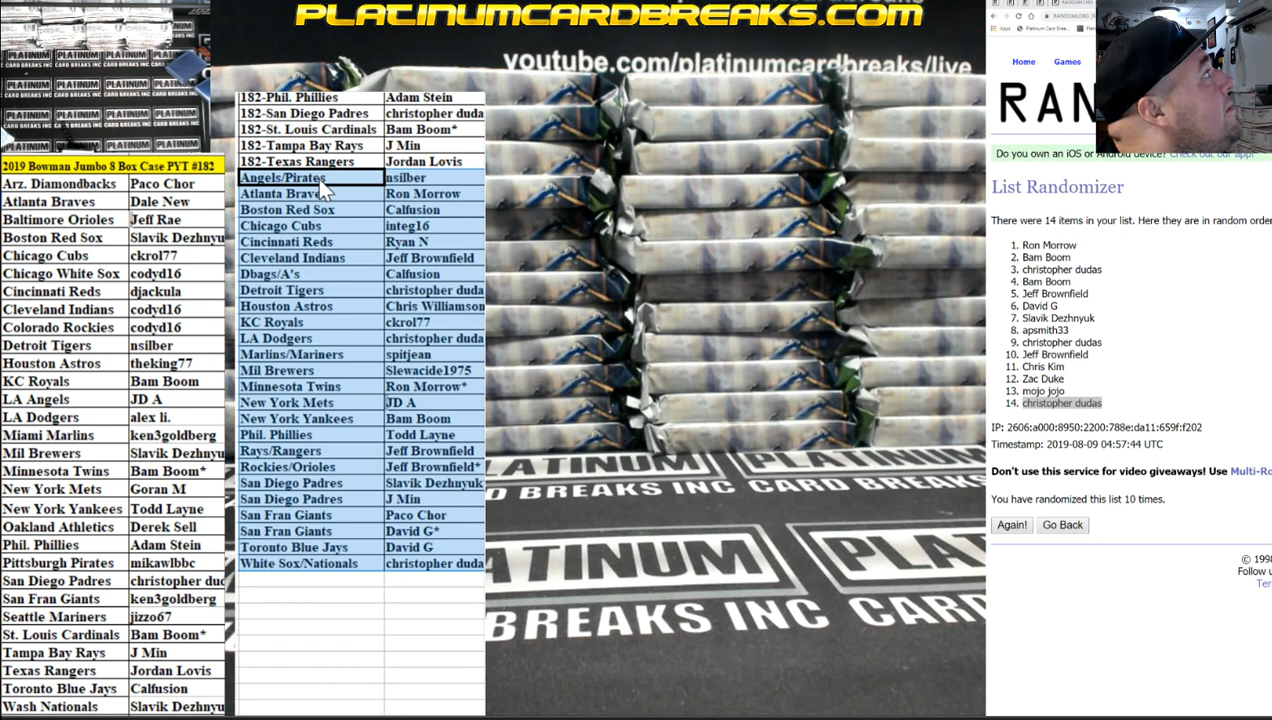 PLATINUMCARDBREAKS.COM
youtube.com/platinumcardbreaks/live
2019 Bowman Jumbo 8 Box Case PYT #182
Arz. Diamondbacks Paco Chor
Atlanta Braves Dale New
Baltimore Orioles Jeff Rae
Boston Red Sox Slavik Dezhnyu
Chicago Cubs ckrol77
Chicago White Sox codyd16
Cincinnati Reds djackula
Cleveland Indians codyd16
Colorado Rockies codyd16
Detroit Tigers nsilber
Houston Astros theking77
KC Royals Bam Boom
LA Angels JD A
LA Dodgers alex li.
Miami Marlins ken3goldberg
Mil Brewers Slavik Dezhnyu
Minnesota Twins Bam Boom*
New York Mets Goran M
New York Yankees Todd Layne
Oakland Athletics Derek Sell
Phil. Phillies Adam Stein
Pittsburgh Pirates mikawlbbc
San Diego Padres christopher dud
San Fran Giants ken3goldberg
Seattle Mariners jizzo67
St. Louis Cardinals Bam Boom*
Tampa Bay Rays J Min
Texas Rangers Jordan Lovis
Toronto Blue Jays Calfusion
Wash Nationals Slavik Dezhnyu
182-Phil. Phillies Adam Stein
182-San Diego Padres christopher duda
182-St. Louis Cardinals Bam Boom*
182-Tampa Bay Rays J Min
182-Texas Rangers Jordan Lovis
Angels/Pirates nsilber
Atlanta Braves Ron Morrow
Boston Red Sox Calfusion
Chicago Cubs integ16
Cincinnati Reds Ryan N
Cleveland Indians Jeff Brownfield
Dbags/A's Calfusion
Detroit Tigers christopher duda
Houston Astros Chris Williamson
KC Royals ckrol77
LA Dodgers christopher duda
Marlins/Mariners spitjean
Mil Brewers Slewacide1975
Minnesota Twins Ron Morrow*
New York Mets JD A
New York Yankees Bam Boom
Phil. Phillies Todd Layne
Rays/Rangers Jeff Brownfield
Rockies/Orioles Jeff Brownfield*
San Diego Padres Slavik Dezhnyuk
San Diego Padres J Min
San Fran Giants Paco Chor
San Fran Giants David G*
Toronto Blue Jays David G
White Sox/Nationals christopher duda
PLATINUM
CARD BREAKS INC
Home Games
RAN
Do you own an iOS or Android device? Check out our app!
List Randomizer
There were 14 items in your list. Here they are in random order
1. Ron Morrow
2. Bam Boom
3. christopher dudas
4. Bam Boom
5. Jeff Brownfield
6. David G
7. Slavik Dezhnyuk
8. apsmith33
9. christopher dudas
10. Jeff Brownfield
11. Chris Kim
12. Zac Duke
13. mojo jojo
14. christopher dudas
IP: 2606:a000:8950:2200:788e:da11:659f:f202
Timestamp: 2019-08-09 04:57:44 UTC
Don't use this service for video giveaways! Use Multi-Ro
You have randomized this list 10 times.
Again! Go Back
© 1998
Follow u
Ter